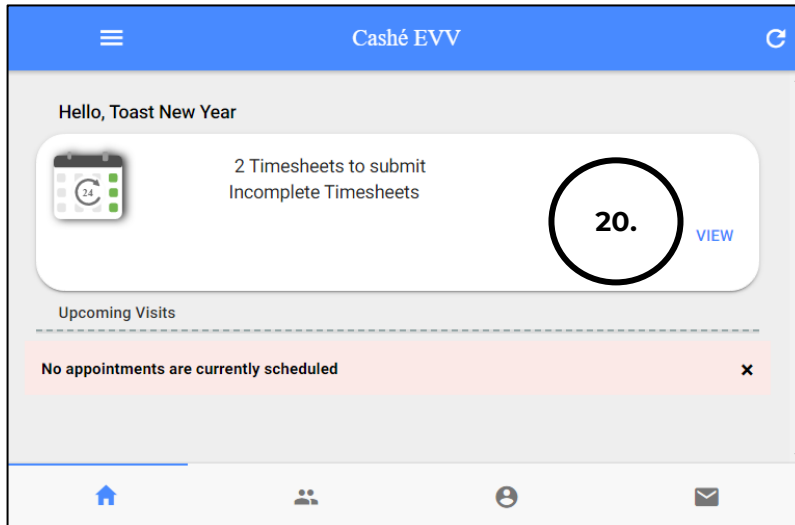 Cashé EVV
Hello, Toast New Year
24
2 Timesheets to submit
Incomplete Timesheets
20.
VIEW
Upcoming Visits
No appointments are currently scheduled